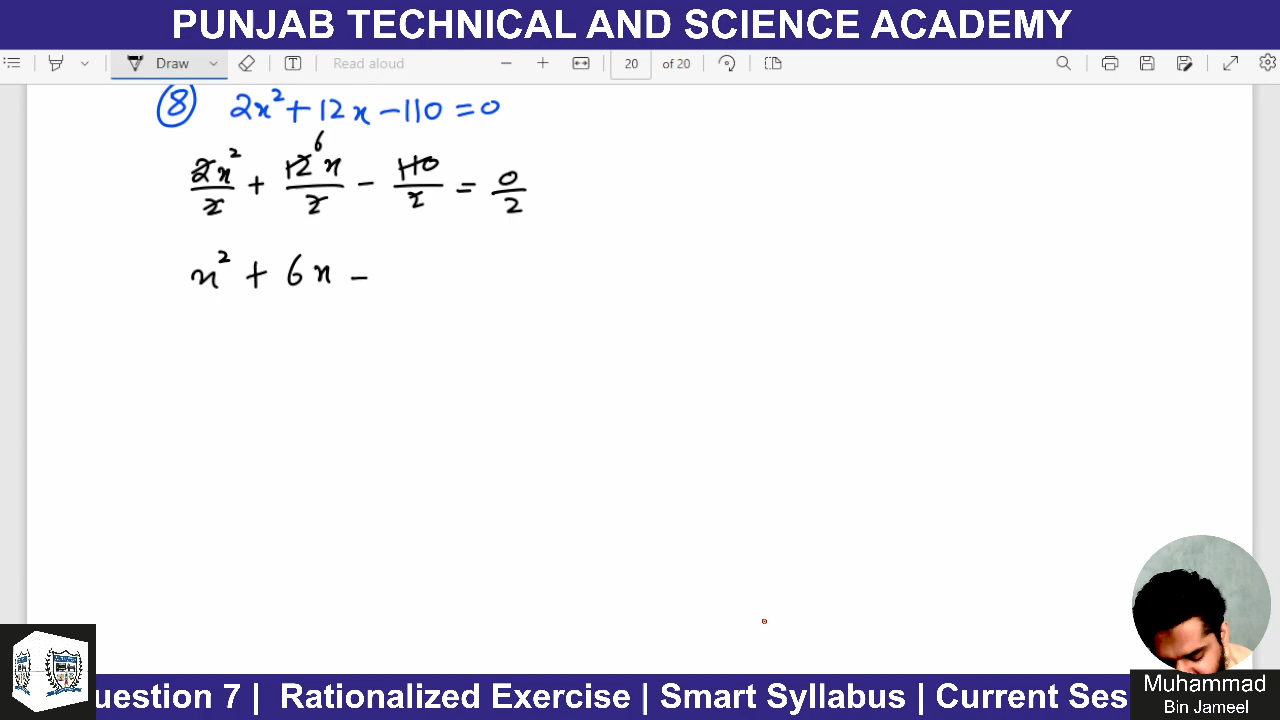 PUNJAB TECHNICAL AND SCIENCE ACADEMY
Draw Read aloud 20 of 20
⑧ 2x² + 12x - 110 = 0
2x²/2 + 12x/2 6 - 110/2 = 0/2
x² + 6x -
uestion 7 | Rationalized Exercise | Smart Syllabus | Current Ses
Muhammad
Bin Jameel